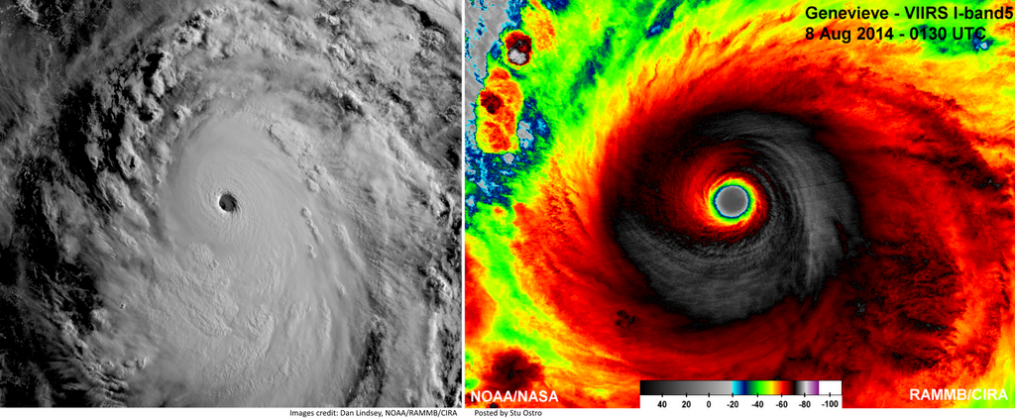 Genevieve - VIIRS I-band5
8 Aug 2014 - 0130 UTC
NOAA/NASA
RAMMB/CIRA
40 20 0 -20 -40 -60 -80 -100
Images credit: Dan Lindsey, NOAA/RAMMB/CIRA Posted by Stu Ostro